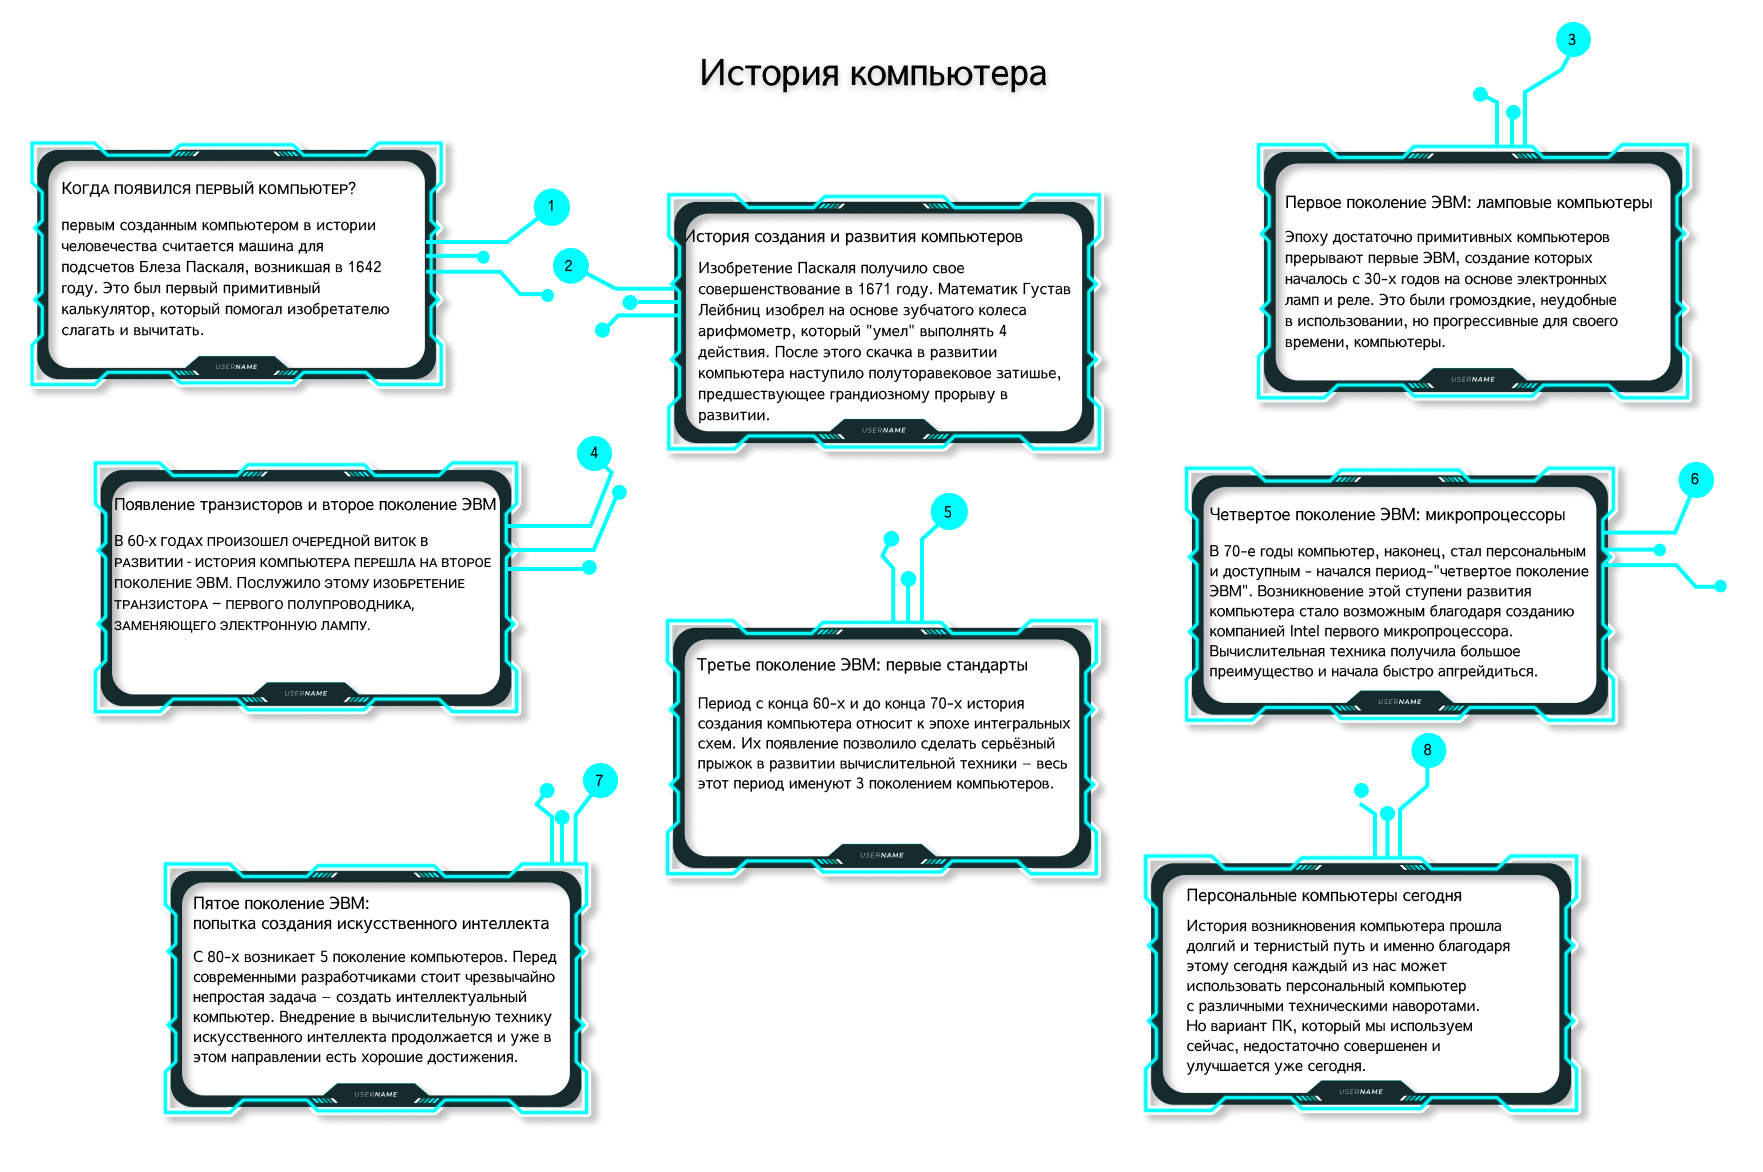 История компьютера
1
Когда появился первый компьютер?
первым созданным компьютером в истории
человечества считается машина для
подсчетов Блеза Паскаля, возникшая в 1642
году. Это был первый примитивный
калькулятор, который помогал изобретателю
слагать и вычитать.
USERNAME
2
История создания и развития компьютеров
Изобретение Паскаля получило свое
совершенствование в 1671 году. Математик Густав
Лейбниц изобрел на основе зубчатого колеса
арифмометр, который "умел" выполнять 4
действия. После этого скачка в развитии
компьютера наступило полуторавековое затишье,
предшествующее грандиозному прорыву в
развитии.
USERNAME
3
Первое поколение ЭВМ: ламповые компьютеры
Эпоху достаточно примитивных компьютеров
прерывают первые ЭВМ, создание которых
началось с 30-х годов на основе электронных
ламп и реле. Это были громоздкие, неудобные
в использовании, но прогрессивные для своего
времени, компьютеры.
USERNAME
4
Появление транзисторов и второе поколение ЭВМ
В 60-х годах произошел очередной виток в
развитии - история компьютера перешла на второе
поколение ЭВМ. Послужило этому изобретение
транзистора – первого полупроводника,
заменяющего электронную лампу.
USERNAME
5
Третье поколение ЭВМ: первые стандарты
Период с конца 60-х и до конца 70-х история
создания компьютера относит к эпохе интегральных
схем. Их появление позволило сделать серьёзный
прыжок в развитии вычислительной техники – весь
этот период именуют 3 поколением компьютеров.
USERNAME
6
Четвертое поколение ЭВМ: микропроцессоры
В 70-е годы компьютер, наконец, стал персональным
и доступным - начался период-"четвертое поколение
ЭВМ". Возникновение этой ступени развития
компьютера стало возможным благодаря созданию
компанией Intel первого микропроцессора.
Вычислительная техника получила большое
преимущество и начала быстро апгрейдиться.
USERNAME
7
Пятое поколение ЭВМ:
попытка создания искусственного интеллекта
С 80-х возникает 5 поколение компьютеров. Перед
современными разработчиками стоит чрезвычайно
непростая задача – создать интеллектуальный
компьютер. Внедрение в вычислительную технику
искусственного интеллекта продолжается и уже в
этом направлении есть хорошие достижения.
USERNAME
8
Персональные компьютеры сегодня
История возникновения компьютера прошла
долгий и тернистый путь и именно благодаря
этому сегодня каждый из нас может
использовать персональный компьютер
с различными техническими наворотами.
Но вариант ПК, который мы используем
сейчас, недостаточно совершенен и
улучшается уже сегодня.
USERNAME